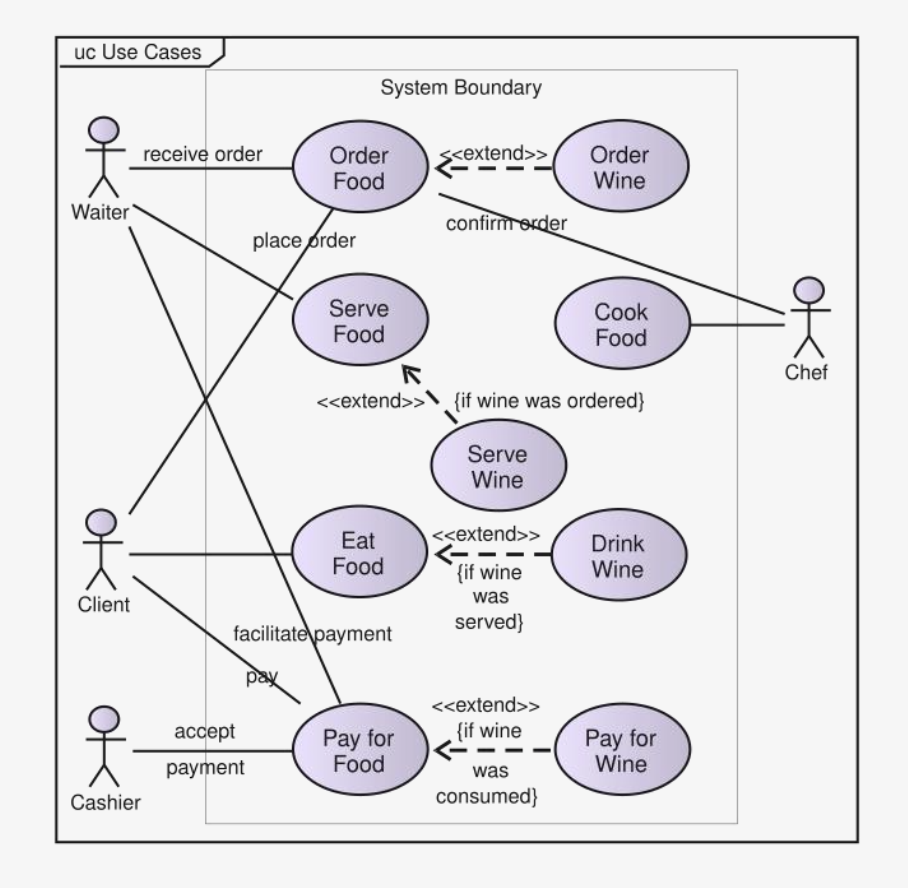 uc Use Cases
System Boundary
receive order
Order
Food
<<extend>>
Order
Wine
Waiter
place order
confirm order
Serve
Food
Cook
Food
Chef
<<extend>>
{if wine was ordered}
Serve
Wine
Client
Eat
Food
<<extend>>
{if wine
was
served}
Drink
Wine
facilitate payment
pay
Cashier
accept
payment
Pay for
Food
<<extend>>
{if wine
was
consumed}
Pay for
Wine